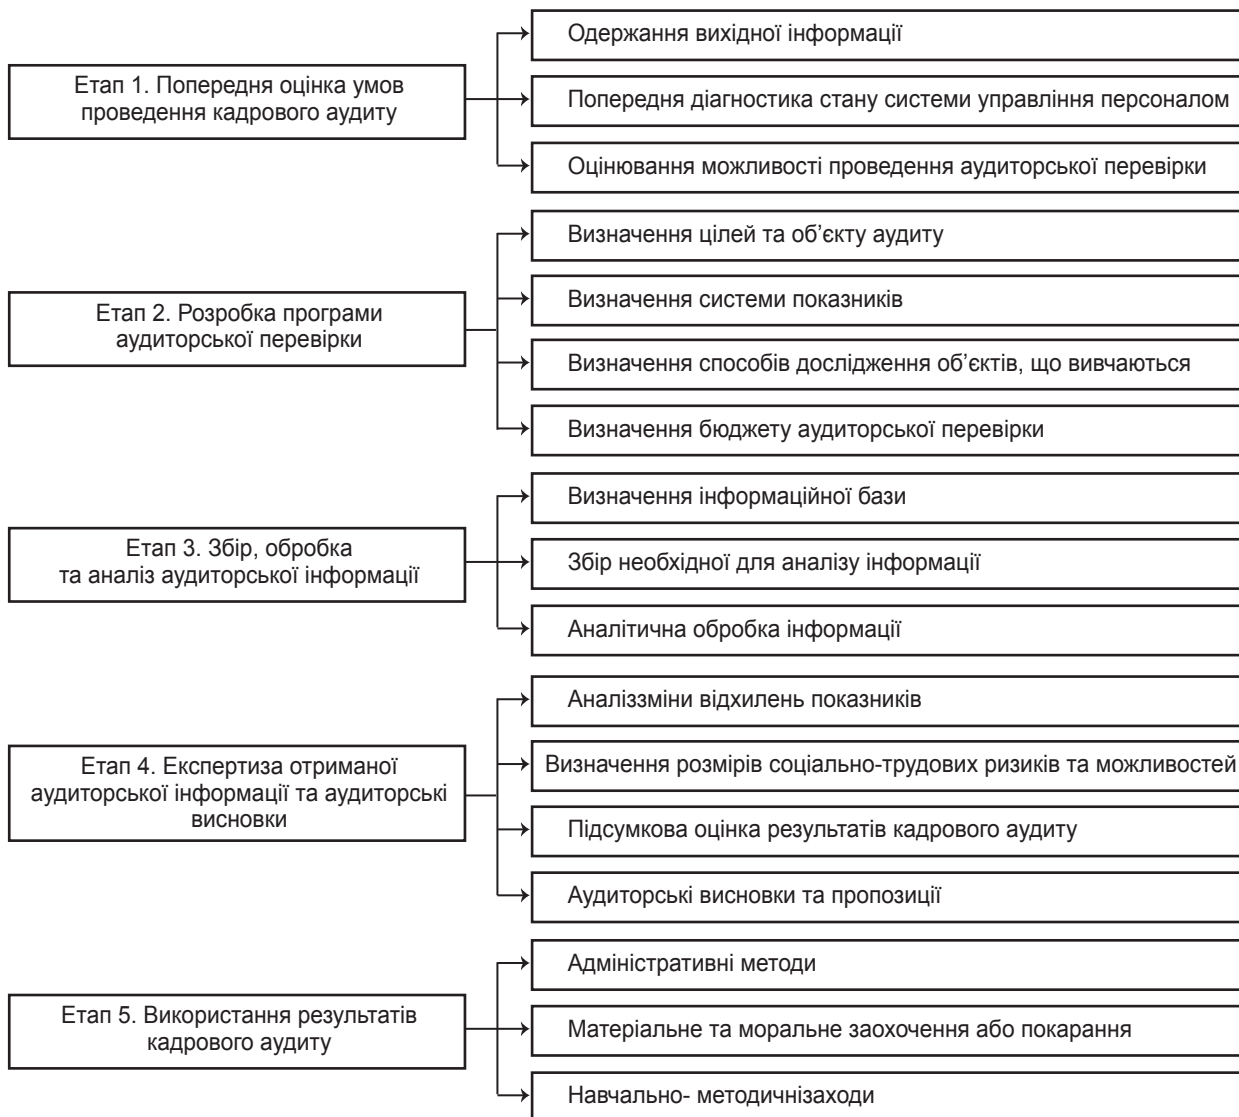 Етап 1. Попередня оцінка умов
проведення кадрового аудиту
Одержання вихідної інформації
Попередня діагностика стану системи управління персоналом
Оцінювання можливості проведення аудиторської перевірки
Етап 2. Розробка програми
аудиторської перевірки
Визначення цілей та об’єкту аудиту
Визначення системи показників
Визначення способів дослідження об’єктів, що вивчаються
Визначення бюджету аудиторської перевірки
Етап 3. Збір, обробка
та аналіз аудиторської інформації
Визначення інформаційної бази
Збір необхідної для аналізу інформації
Аналітична обробка інформації
Етап 4. Експертиза отриманої
аудиторської інформації та аудиторські
висновки
Аналіззміни відхилень показників
Визначення розмірів соціально-трудових ризиків та можливостей
Підсумкова оцінка результатів кадрового аудиту
Аудиторські висновки та пропозиції
Етап 5. Використання результатів
кадрового аудиту
Адміністративні методи
Матеріальне та моральне заохочення або покарання
Навчально- методичнізаходи